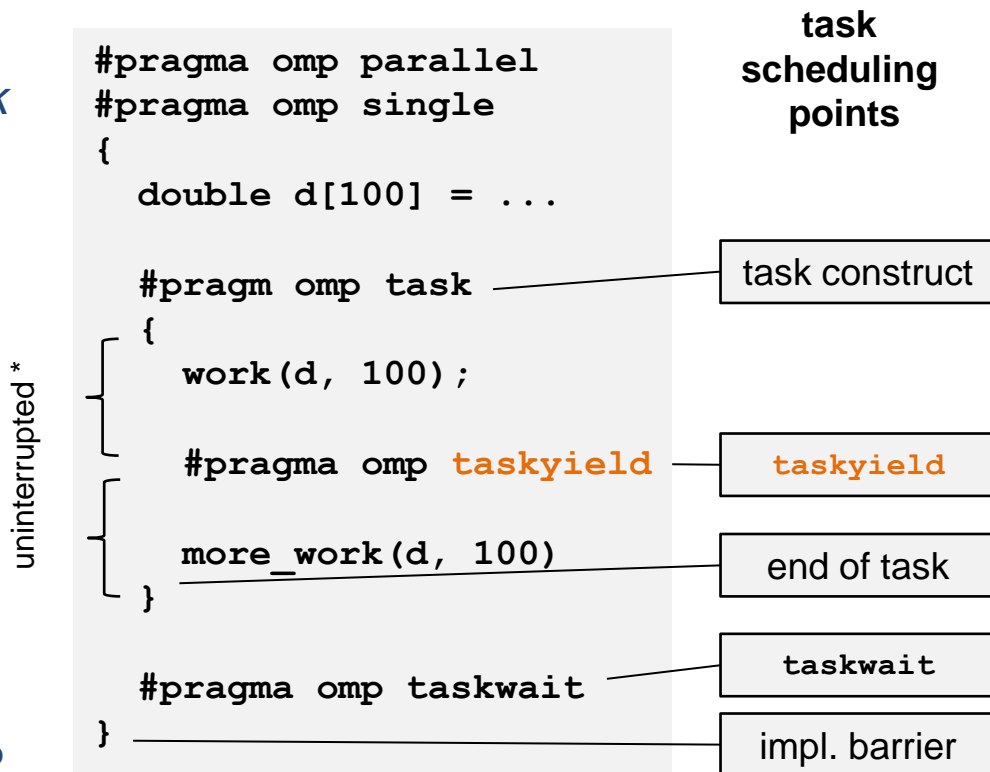 task
scheduling
points
k
#pragma omp parallel
#pragma omp single
{
double d[100] = ...
#pragm omp task
task construct
{
work(d, 100);
uninterrupted *
#pragma omp taskyield
taskyield
more_work(d, 100)
end of task
}
taskwait
#pragma omp taskwait
}
impl. barrier